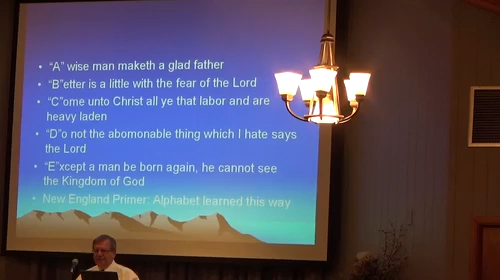 • "A" wise man maketh a glad father
• "B"etter is a little with the fear of the Lord
• "C"ome unto Christ all ye that labor and are
heavy laden
• "D"o not the abomonable thing which I hate says
the Lord
• "E"xcept a man be born again, he cannot see
the Kingdom of God
• New England Primer: Alphabet learned this way